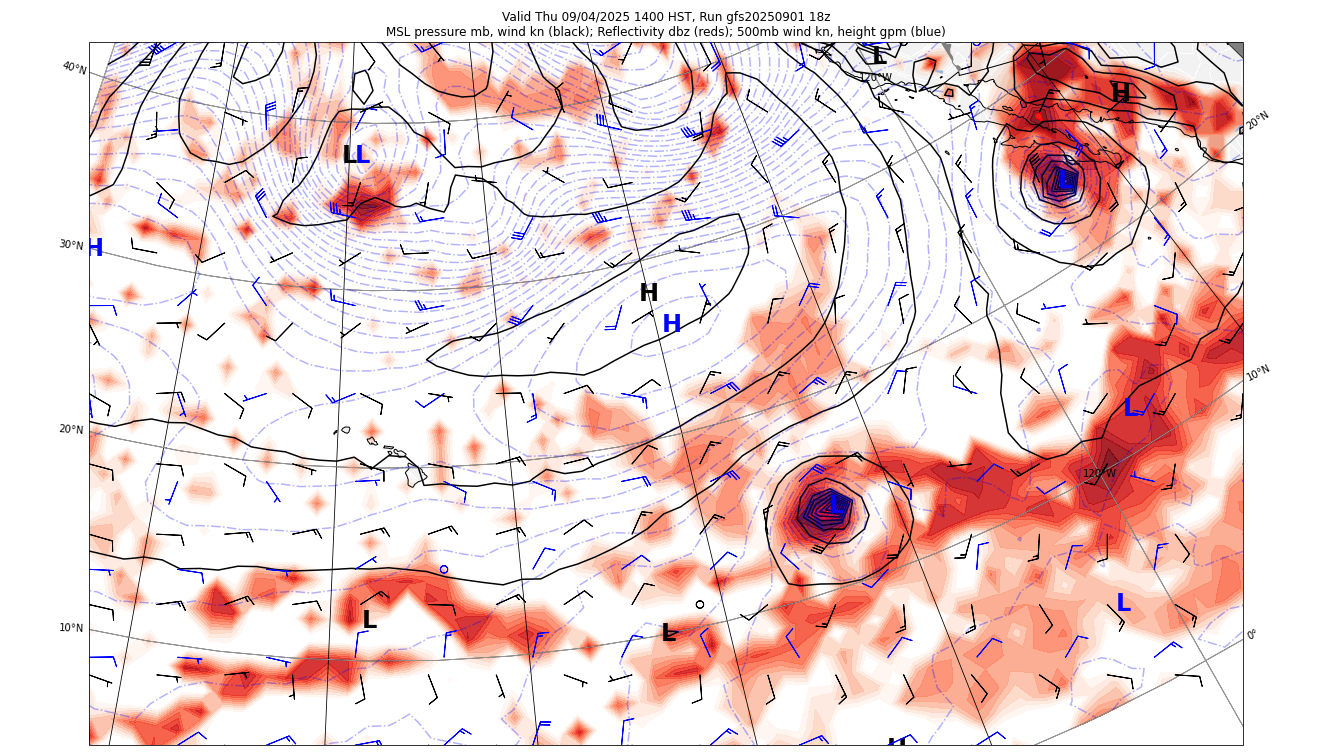 Valid Thu 09/04/2025 1400 HST, Run gfs20250901 18z
MSL pressure mb, wind kn (black); Reflectivity dbz (reds); 500mb wind kn, height gpm (blue)
L
40°N
120°W
H
20°N
L L
L
H
30°N
H
H
10°N
L
20°N
120°W
L
L
10°N
L
L
0°
H